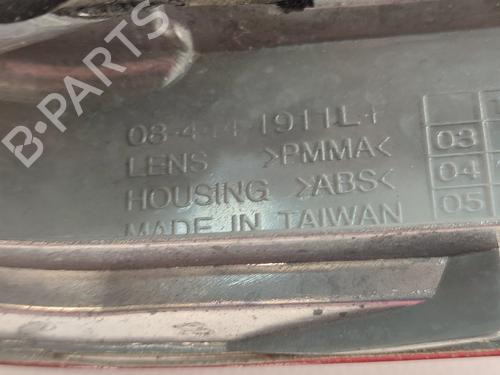 B-PARTS
08-414-1911L+
LENS >PMMA<
HOUSING >ABS<
MADE IN TAIWAN
03
04
05